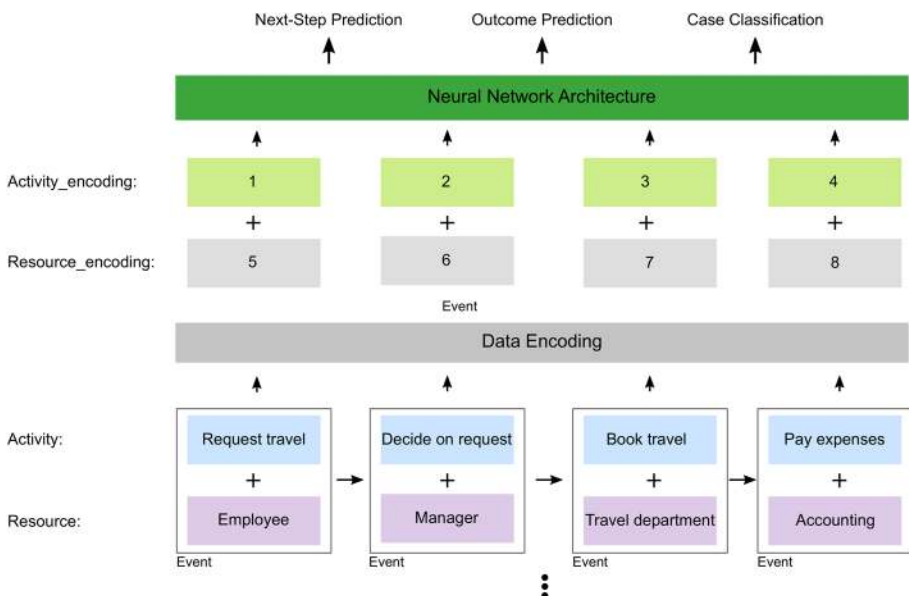 Next-Step Prediction Outcome Prediction Case Classification
Neural Network Architecture
Activity_encoding: 1 2 3 4
+ + + +
Resource_encoding: 5 6 7 8
Event
Data Encoding
Activity: Request travel Decide on request Book travel Pay expenses
+ + + +
Resource: Employee Manager Travel department Accounting
Event Event Event Event